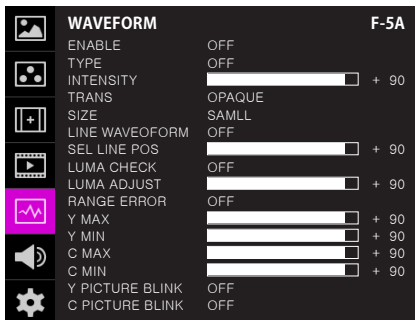 WAVEFORM F-5A
ENABLE OFF
TYPE OFF
INTENSITY + 90
TRANS OPAQUE
SIZE SAMLL
LINE WAVEOFORM OFF
SEL LINE POS + 90
LUMA CHECK OFF
LUMA ADJUST + 90
RANGE ERROR OFF
Y MAX + 90
Y MIN + 90
C MAX + 90
C MIN + 90
Y PICTURE BLINK OFF
C PICTURE BLINK OFF